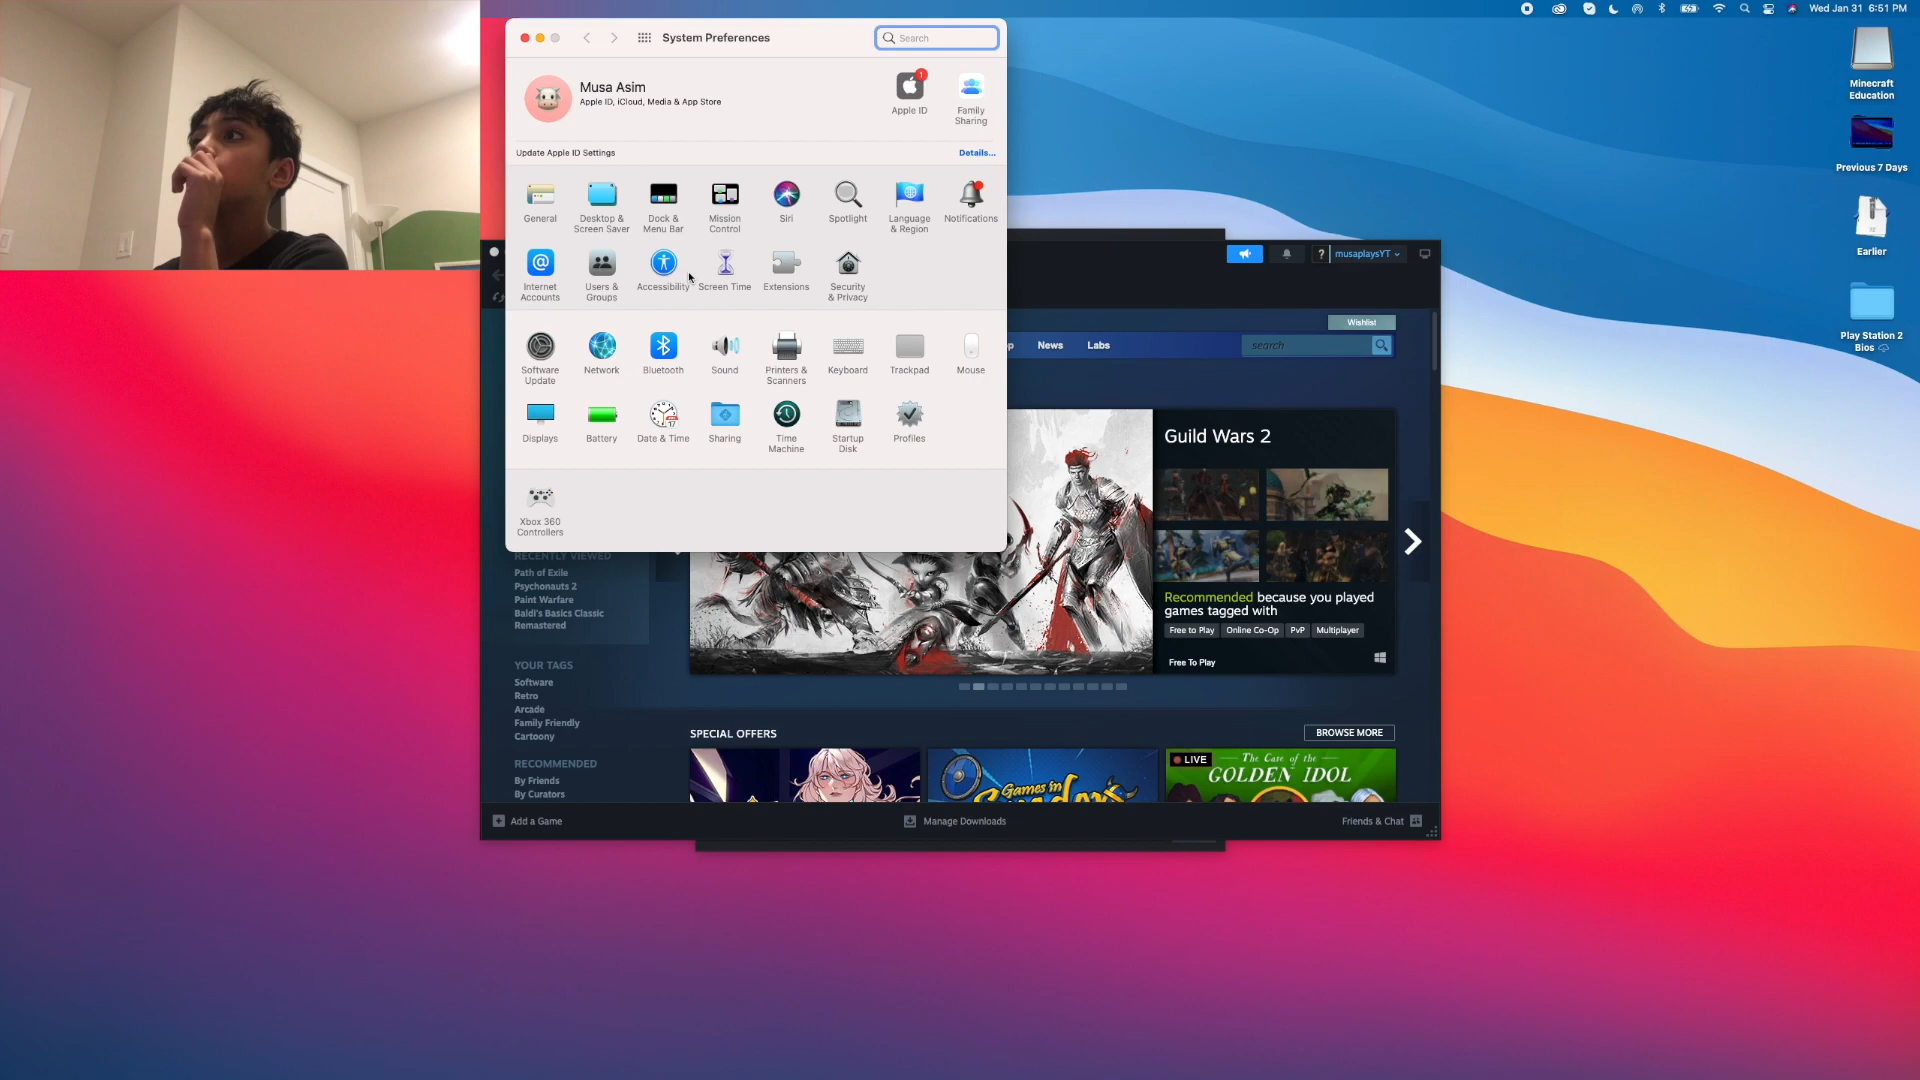 Wed Jan 31 6:51 PM
System Preferences
Search
Musa Asim
Apple ID, iCloud, Media & App Store
1
Apple ID
Family
Sharing
Update Apple ID Settings
Details...
General
Desktop &
Screen Saver
Dock &
Menu Bar
Mission
Control
Siri
Spotlight
Language
& Region
Notifications
Internet
Accounts
Users &
Groups
Accessibility
Screen Time
Extensions
Security
& Privacy
Software
Update
Network
Bluetooth
Sound
Printers &
Scanners
Keyboard
Trackpad
Mouse
Displays
Battery
Date & Time
Sharing
Time
Machine
Startup
Disk
Profiles
Xbox 360
Controllers
Minecraft
Education
Previous 7 Days
Earlier
Play Station 2
Bios
? musaplaysYT
Wishlist
News
Labs
search
Guild Wars 2
Recommended because you played
games tagged with
Free to Play
Online Co-Op
PvP
Multiplayer
Free To Play
RECENTLY VIEWED
Path of Exile
Psychonauts 2
Paint Warfare
Baldi's Basics Classic
Remastered
YOUR TAGS
Software
Retro
Arcade
Family Friendly
Cartoony
RECOMMENDED
By Friends
By Curators
SPECIAL OFFERS
BROWSE MORE
Games in
LIVE
The Case of the
GOLDEN IDOL
Add a Game
Manage Downloads
Friends & Chat